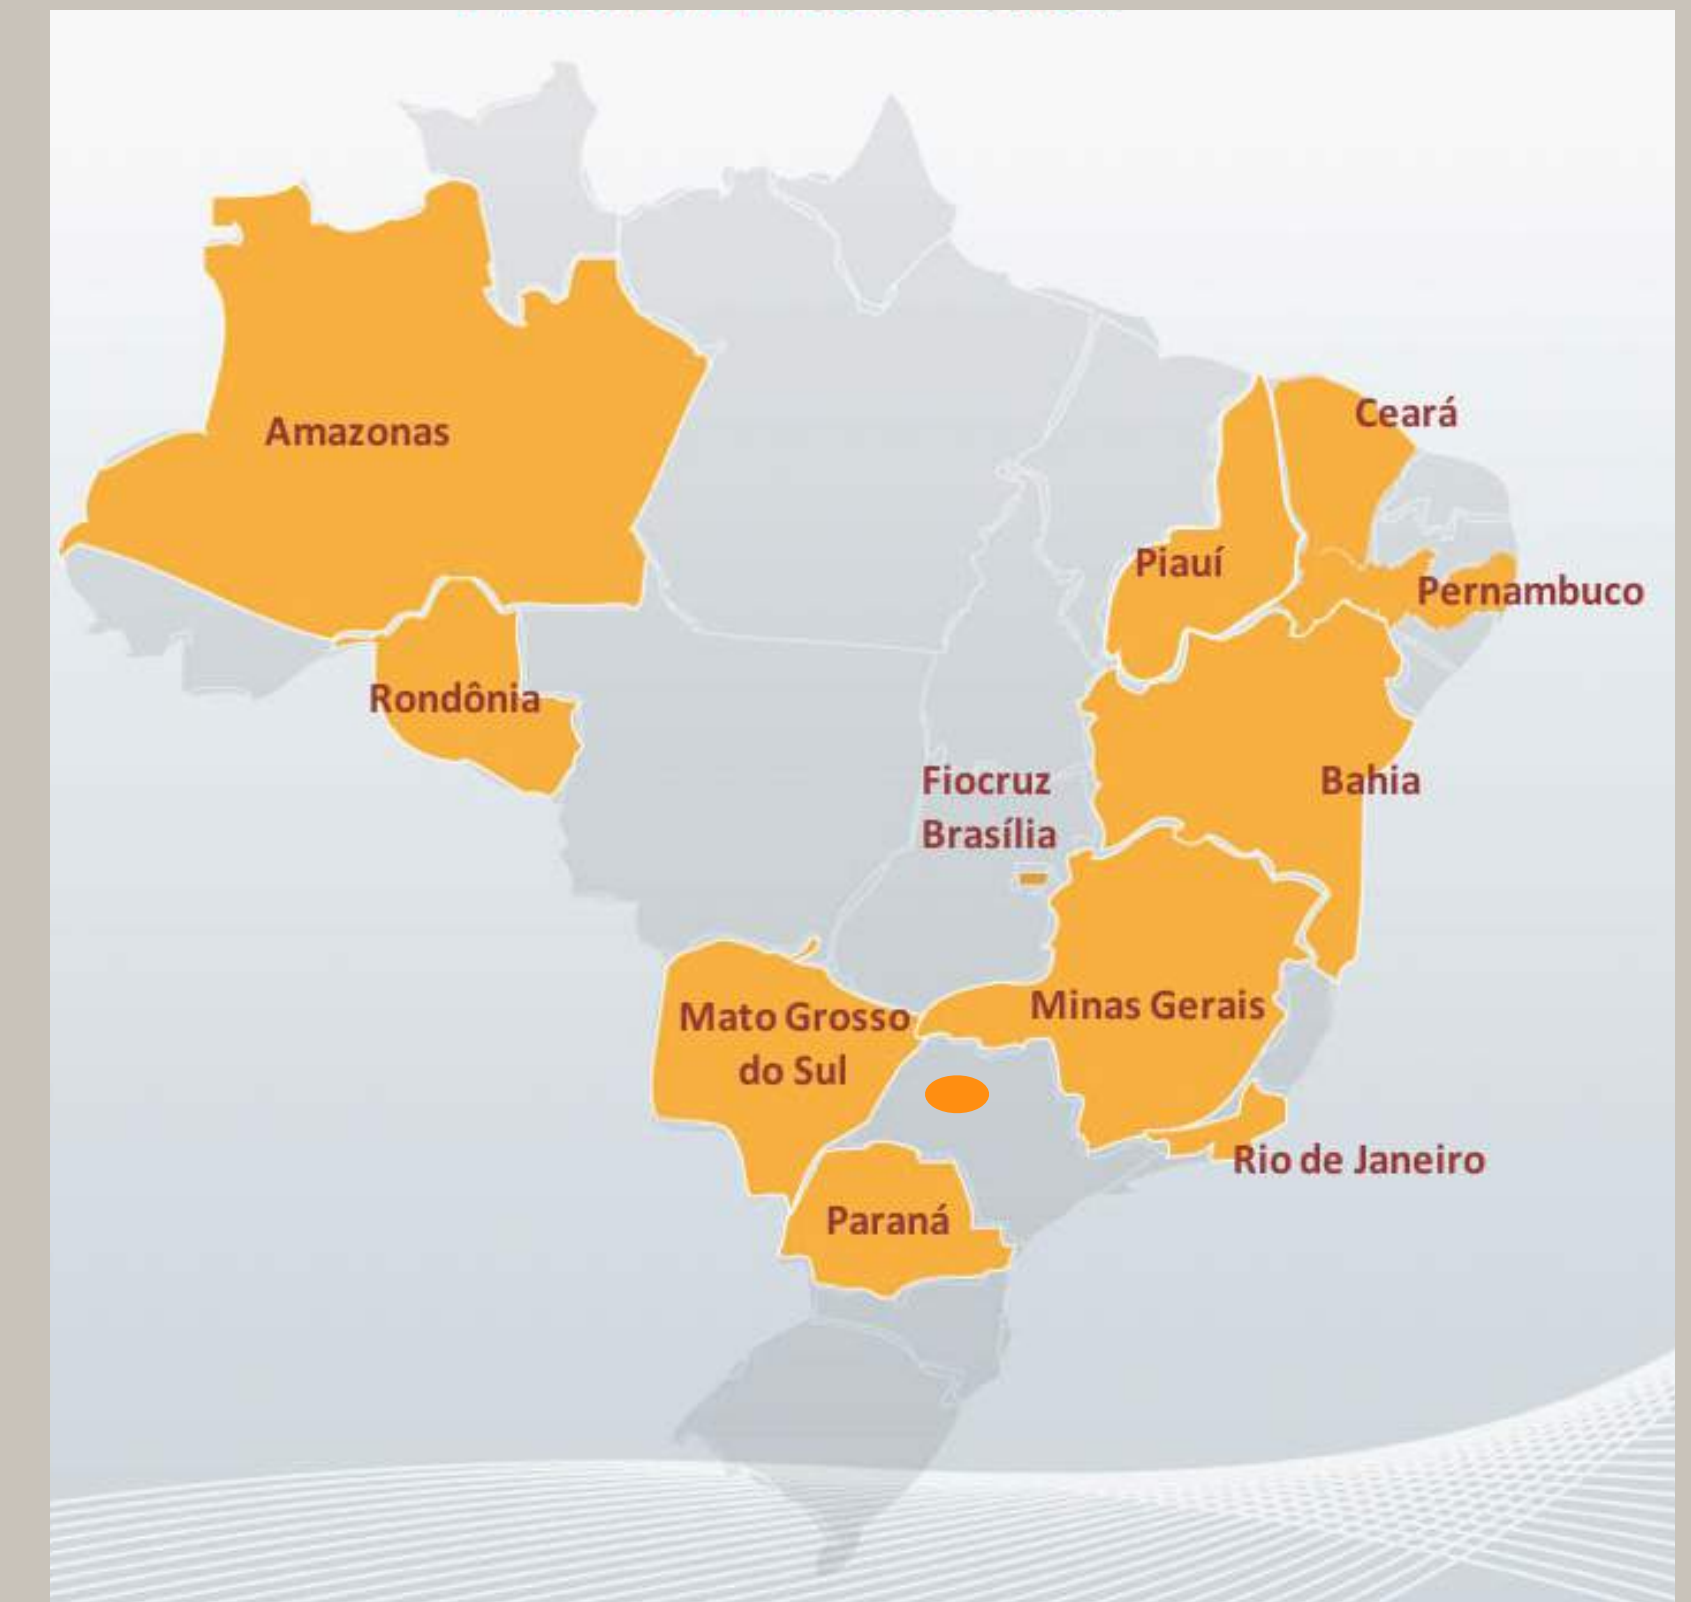 Ceará
Amazonas
Piauí
Pernambuco
Rondônia
Fiocruz
Brasília
Bahia
Minas Gerais
Mato Grosso
do Sul
Rio de Janeiro
Paraná